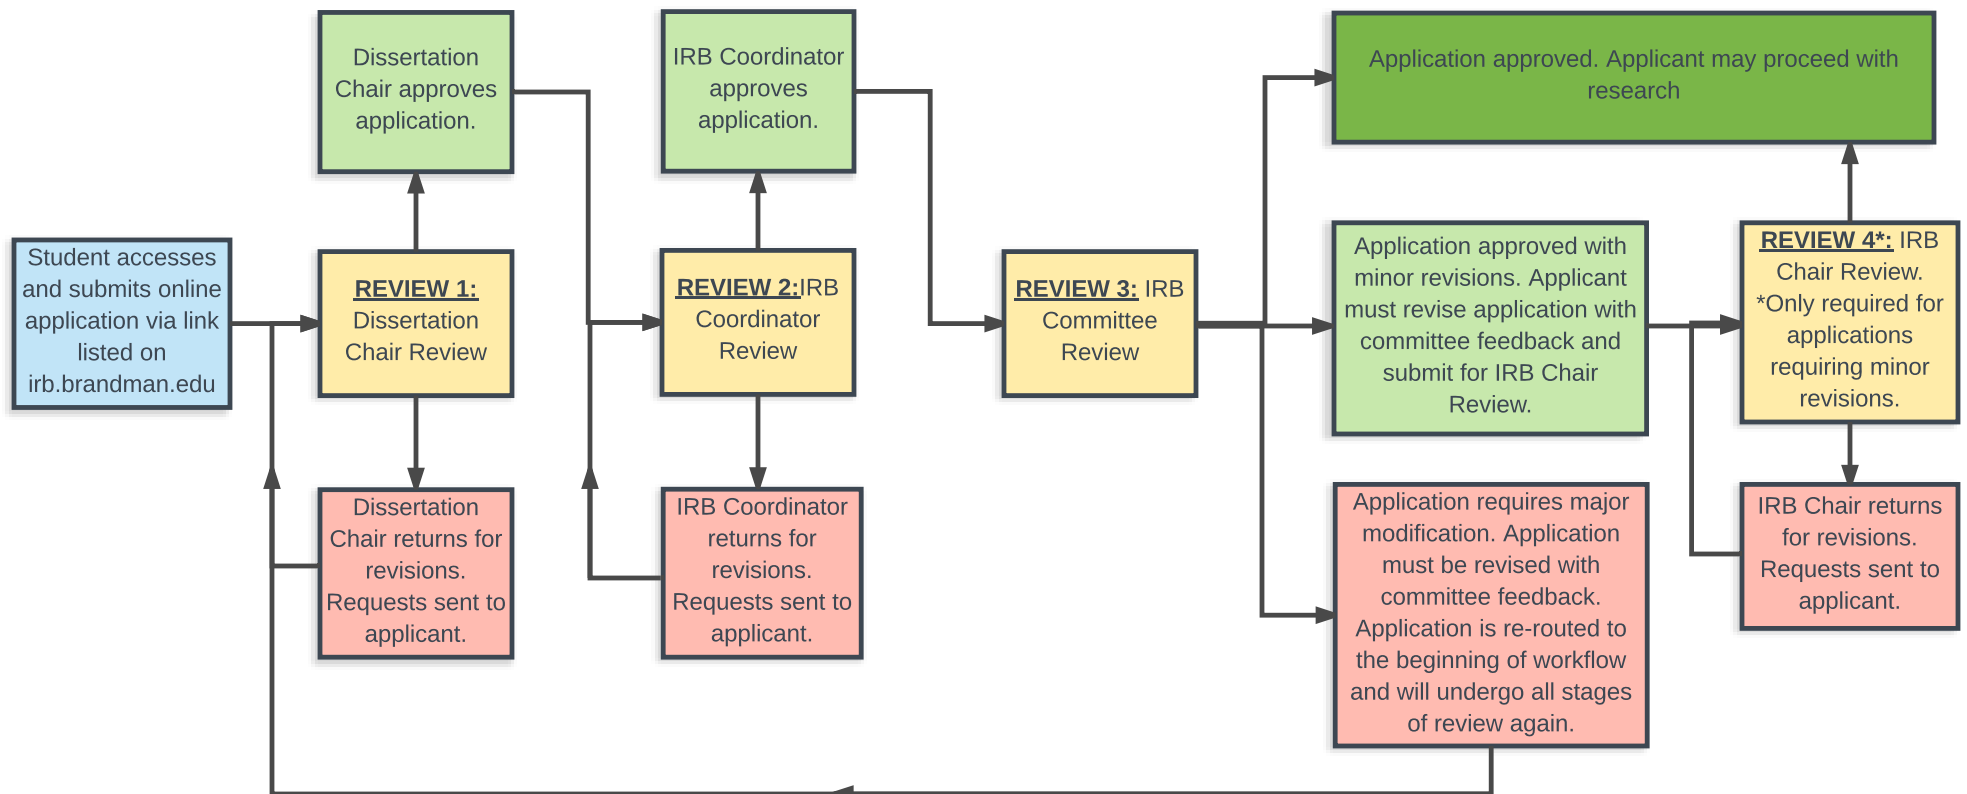 Dissertation
Chair approves
application.
IRB Coordinator
approves
application.
Application approved. Applicant may proceed with
research
Student accesses
and submits online
application via link
listed on
irb.brandman.edu
REVIEW 1:
Dissertation
Chair Review
REVIEW 2:IRB
Coordinator
Review
REVIEW 3: IRB
Committee
Review
Application approved with
minor revisions. Applicant
must revise application with
committee feedback and
submit for IRB Chair
Review.
REVIEW 4*: IRB
Chair Review.
*Only required for
applications
requiring minor
revisions.
Dissertation
Chair returns for
revisions.
Requests sent to
applicant.
IRB Coordinator
returns for
revisions.
Requests sent to
applicant.
Application requires major
modification. Application
must be revised with
committee feedback.
Application is re-routed to
the beginning of workflow
and will undergo all stages
of review again.
IRB Chair returns
for revisions.
Requests sent to
applicant.